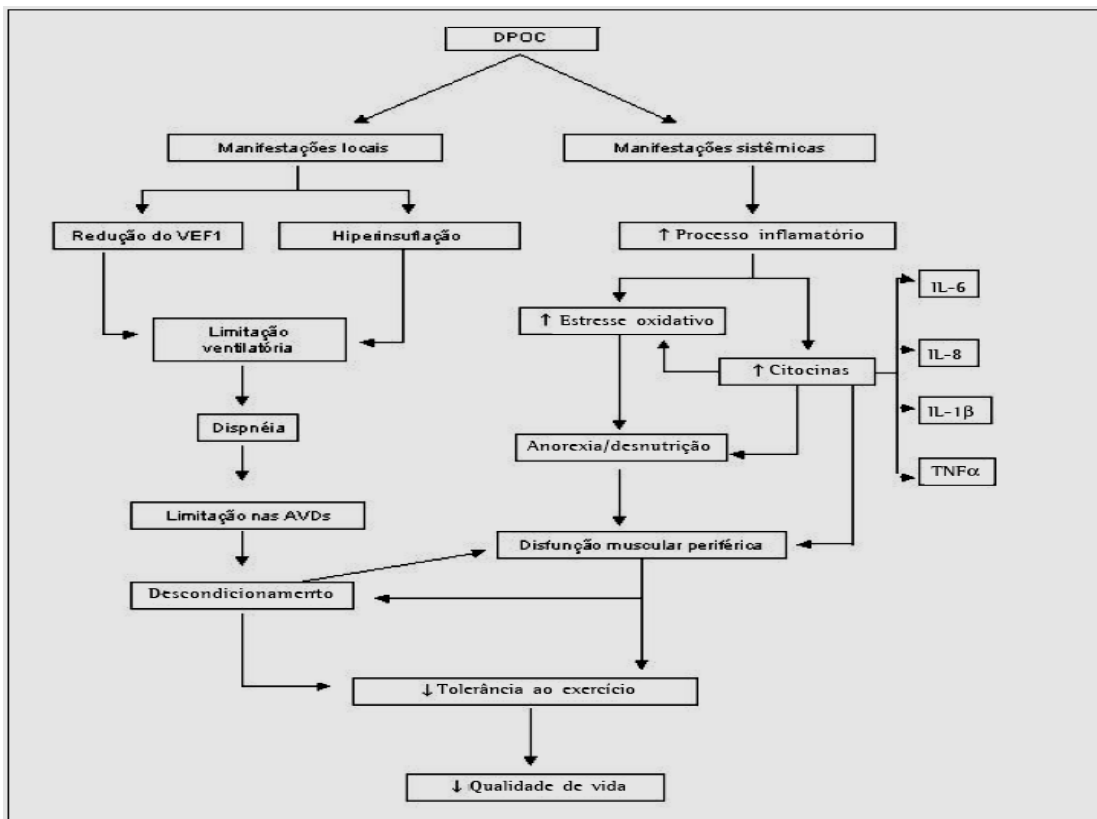 DPOC
Manifestações locais
Manifestações sistêmicas
Redução do VEF1
Hiperinsuflação
↑ Processo inflamatório
IL-6
↑ Estresse oxidativo
Limitação
ventilatória
IL-8
↑ Citocinas
IL-1β
Dispnéia
Anorexia/desnutrição
TNFα
Limitação nas AVDs
Disfunção muscular periférica
Descondicionamento
↓ Tolerância ao exercício
↓ Qualidade de vida